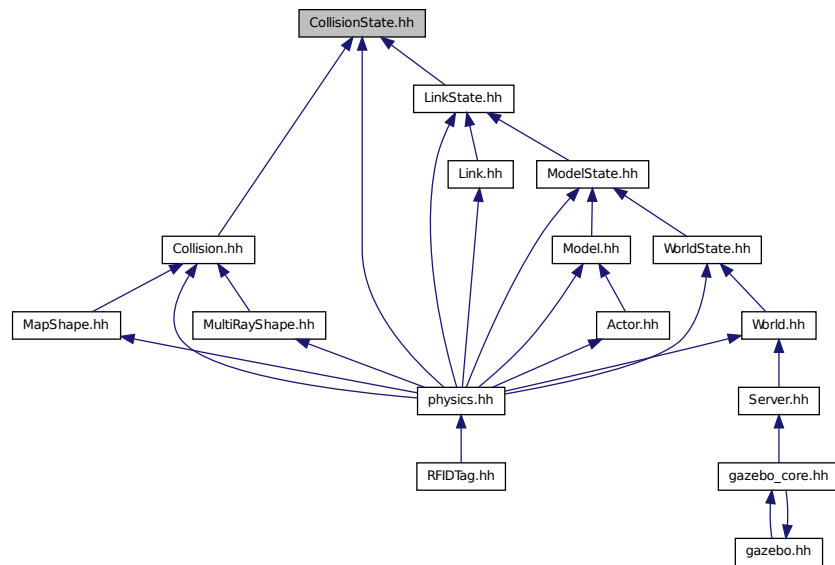 CollisionState.hh
LinkState.hh
Link.hh
ModelState.hh
Collision.hh
Model.hh
WorldState.hh
MapShape.hh
MultiRayShape.hh
Actor.hh
World.hh
physics.hh
Server.hh
RFIDTag.hh
gazebo_core.hh
gazebo.hh